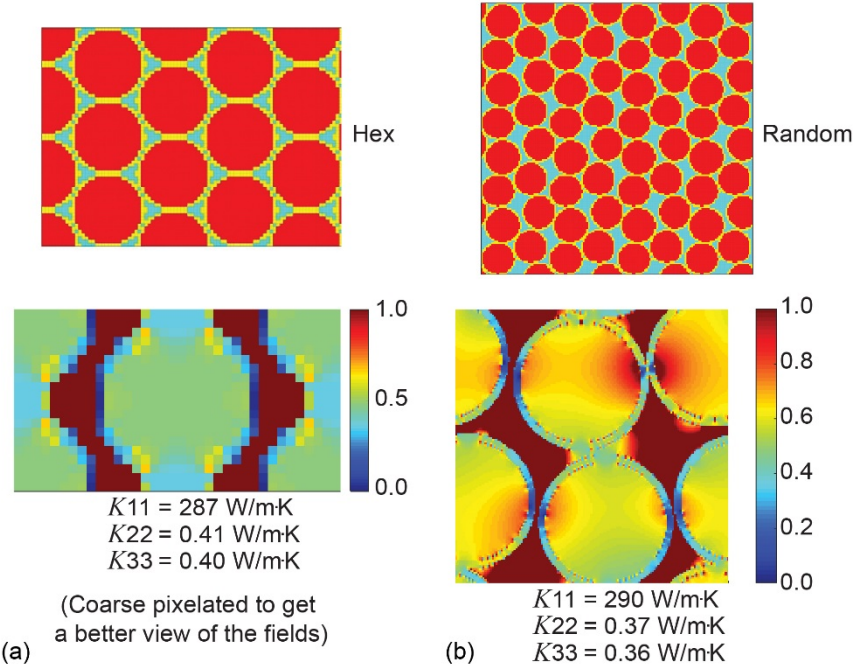 Hex
Random
1.0
0.5
0.0
K11 = 287 W/m·K
K22 = 0.41 W/m·K
K33 = 0.40 W/m·K
(Coarse pixelated to get
a better view of the fields)
(a)
1.0
0.8
0.6
0.4
0.2
0.0
K11 = 290 W/m·K
K22 = 0.37 W/m·K
K33 = 0.36 W/m·K
(b)